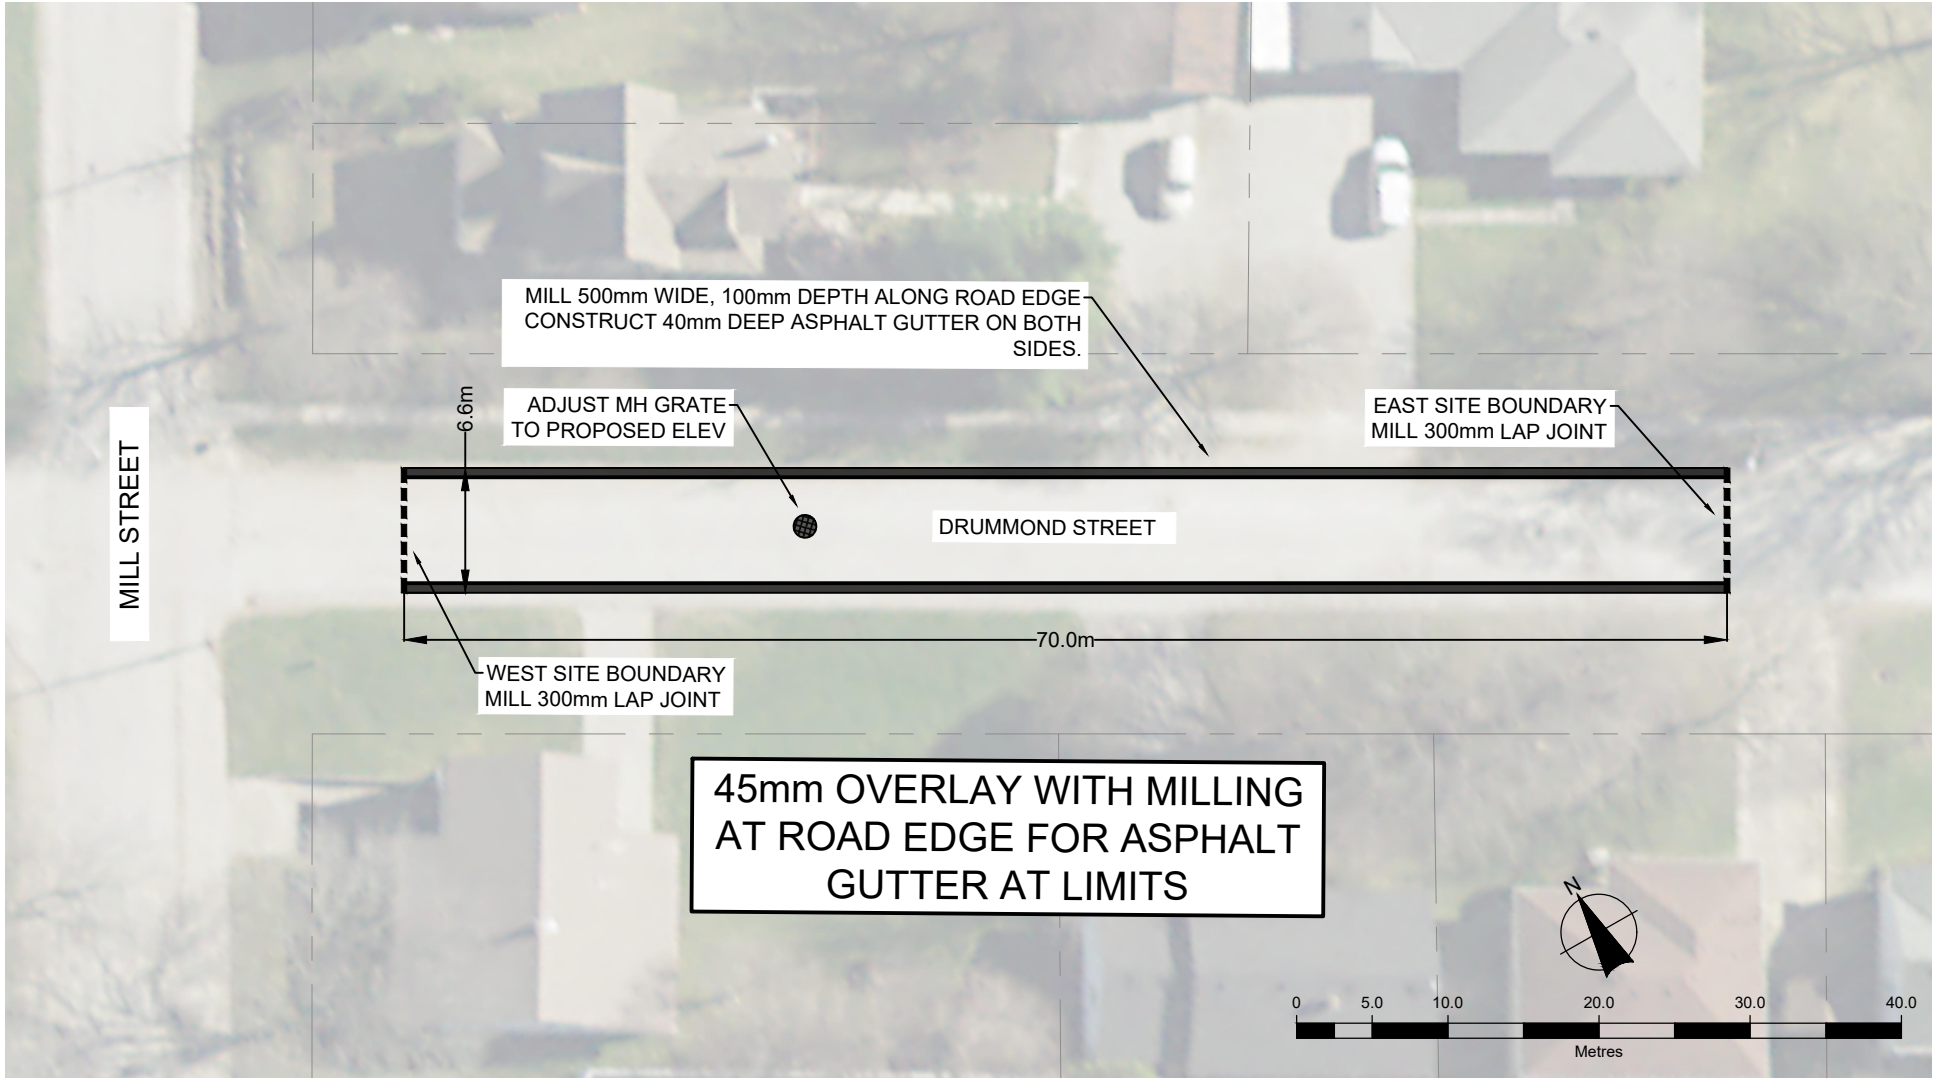 MILL 500mm WIDE, 100mm DEPTH ALONG ROAD EDGE
CONSTRUCT 40mm DEEP ASPHALT GUTTER ON BOTH
SIDES.
6.6m
ADJUST MH GRATE
TO PROPOSED ELEV
EAST SITE BOUNDARY
MILL 300mm LAP JOINT
MILL STREET
DRUMMOND STREET
70.0m
WEST SITE BOUNDARY
MILL 300mm LAP JOINT
45mm OVERLAY WITH MILLING
AT ROAD EDGE FOR ASPHALT
GUTTER AT LIMITS
N
0 5.0 10.0 20.0 30.0 40.0
Metres